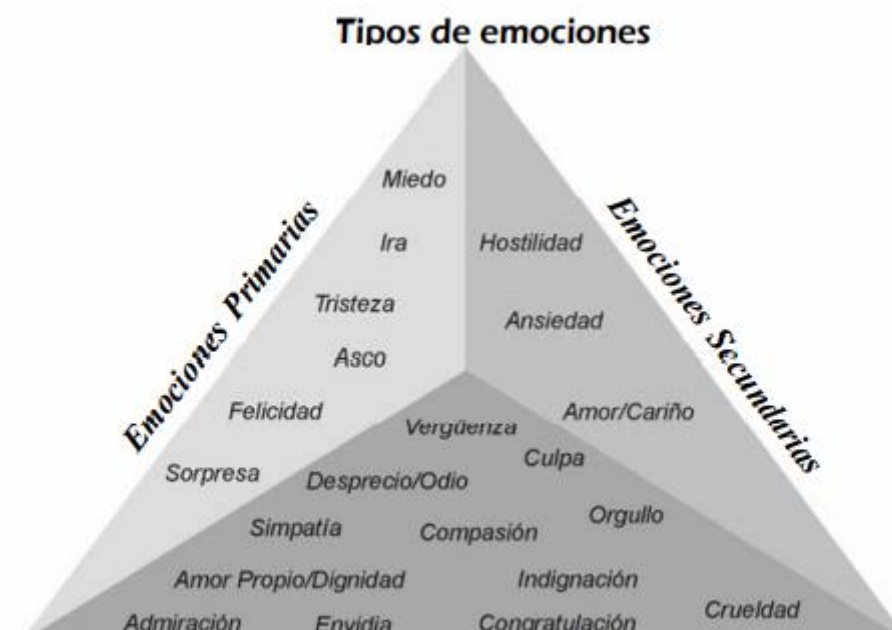 Tipos de emociones
Emociones Primarias
Miedo
Ira
Tristeza
Asco
Felicidad
Sorpresa
Emociones Secundarias
Hostilidad
Ansiedad
Amor/Cariño
Vergüenza
Culpa
Desprecio/Odio
Orgullo
Simpatía
Compasión
Amor Propio/Dignidad
Indignación
Admiración
Envidia
Congratulación
Crueldad